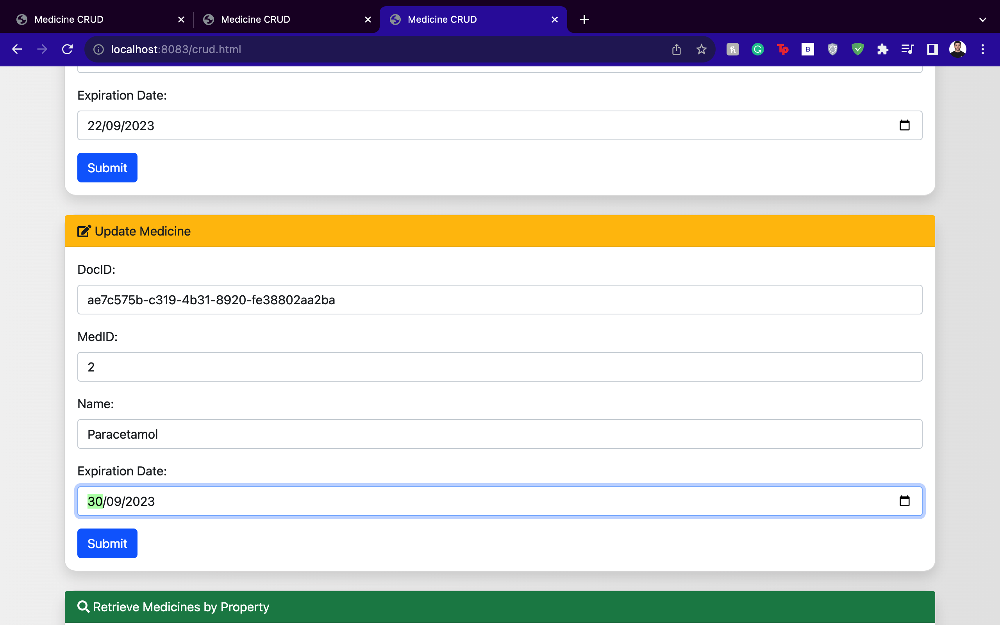 Medicine CRUD
Medicine CRUD
Medicine CRUD
localhost:8083/crud.html
Tp
B
Expiration Date:
22/09/2023
Submit
Update Medicine
DocID:
ae7c575b-c319-4b31-8920-fe38802aa2ba
MedID:
2
Name:
Paracetamol
Expiration Date:
30/09/2023
Submit
Retrieve Medicines by Property